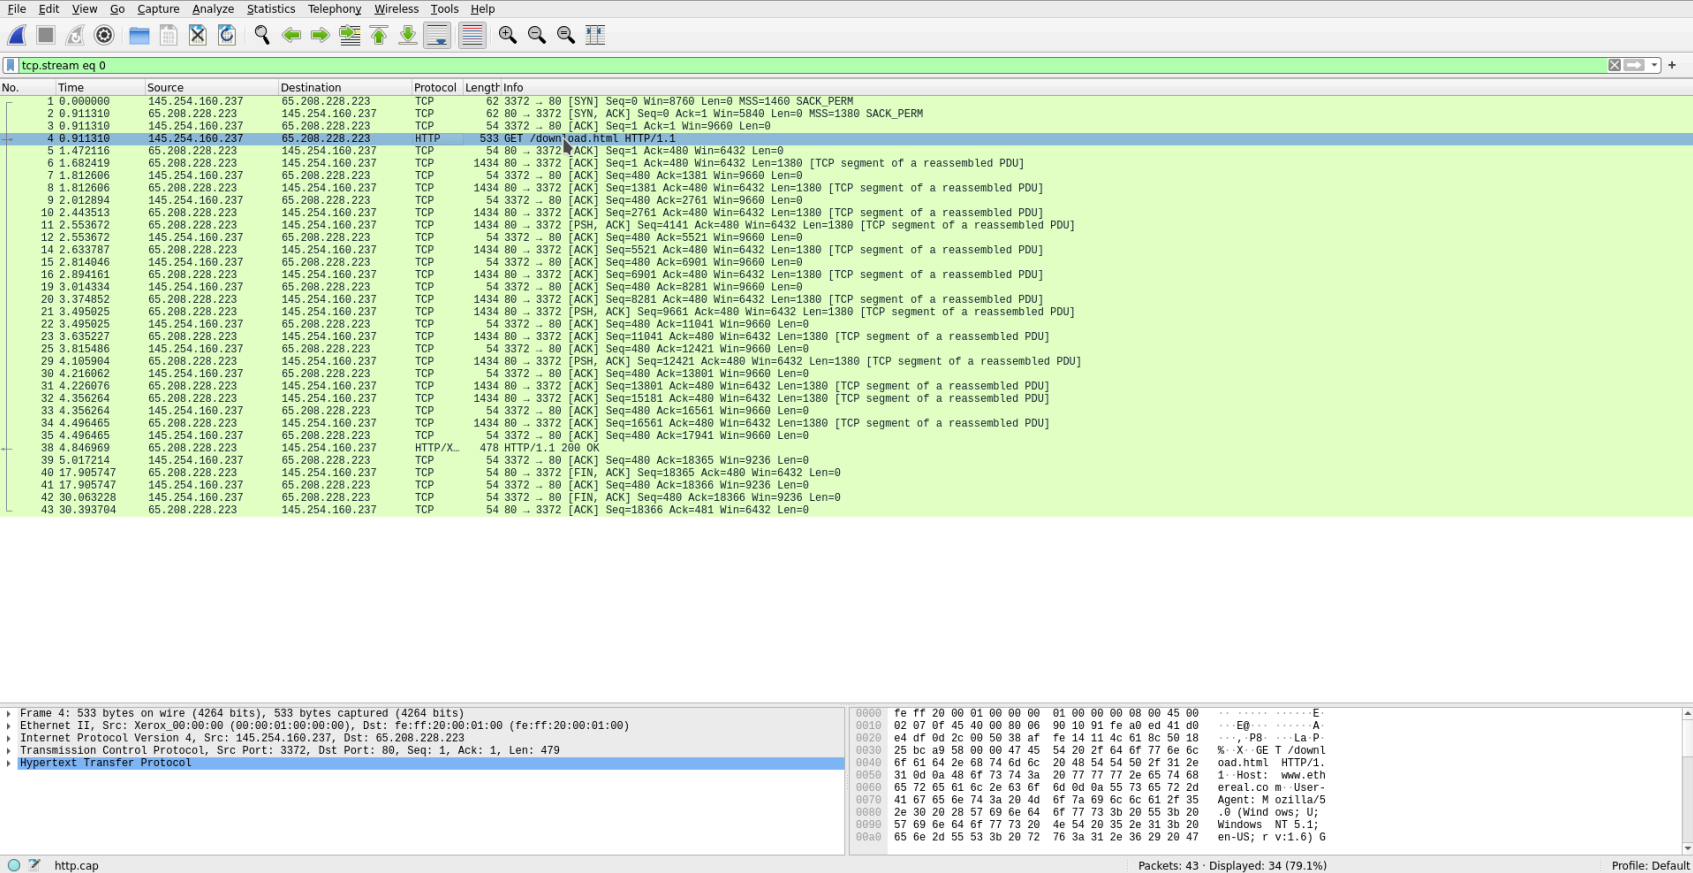 File Edit View Go Capture Analyze Statistics Telephony Wireless Tools Help
tcp.stream eq 0
No. Time Source Destination Protocol Length Info
1 0.000000 145.254.160.237 65.208.228.223 TCP 62 3372 → 80 [SYN] Seq=0 Win=8760 Len=0 MSS=1460 SACK_PERM
2 0.911310 65.208.228.223 145.254.160.237 TCP 62 80 → 3372 [SYN, ACK] Seq=0 Ack=1 Win=5840 Len=0 MSS=1380 SACK_PERM
3 0.911310 145.254.160.237 65.208.228.223 TCP 54 3372 → 80 [ACK] Seq=1 Ack=1 Win=9660 Len=0
4 0.911310 145.254.160.237 65.208.228.223 HTTP 533 GET /download.html HTTP/1.1
5 1.472116 65.208.228.223 145.254.160.237 TCP 54 80 → 3372 [ACK] Seq=1 Ack=480 Win=6432 Len=0
6 1.682419 65.208.228.223 145.254.160.237 TCP 1434 80 → 3372 [ACK] Seq=1 Ack=480 Win=6432 Len=1380 [TCP segment of a reassembled PDU]
7 1.812606 145.254.160.237 65.208.228.223 TCP 54 3372 → 80 [ACK] Seq=480 Ack=1381 Win=9660 Len=0
8 1.812606 65.208.228.223 145.254.160.237 TCP 1434 80 → 3372 [ACK] Seq=1381 Ack=480 Win=6432 Len=1380 [TCP segment of a reassembled PDU]
9 2.012894 145.254.160.237 65.208.228.223 TCP 54 3372 → 80 [ACK] Seq=480 Ack=2761 Win=9660 Len=0
10 2.443513 65.208.228.223 145.254.160.237 TCP 1434 80 → 3372 [ACK] Seq=2761 Ack=480 Win=6432 Len=1380 [TCP segment of a reassembled PDU]
11 2.553672 65.208.228.223 145.254.160.237 TCP 1434 80 → 3372 [PSH, ACK] Seq=4141 Ack=480 Win=6432 Len=1380 [TCP segment of a reassembled PDU]
12 2.553672 145.254.160.237 65.208.228.223 TCP 54 3372 → 80 [ACK] Seq=480 Ack=5521 Win=9660 Len=0
14 2.633787 65.208.228.223 145.254.160.237 TCP 1434 80 → 3372 [ACK] Seq=5521 Ack=480 Win=6432 Len=1380 [TCP segment of a reassembled PDU]
15 2.814046 145.254.160.237 65.208.228.223 TCP 54 3372 → 80 [ACK] Seq=480 Ack=6901 Win=9660 Len=0
16 2.894161 65.208.228.223 145.254.160.237 TCP 1434 80 → 3372 [ACK] Seq=6901 Ack=480 Win=6432 Len=1380 [TCP segment of a reassembled PDU]
19 3.014334 145.254.160.237 65.208.228.223 TCP 54 3372 → 80 [ACK] Seq=480 Ack=8281 Win=9660 Len=0
20 3.374852 65.208.228.223 145.254.160.237 TCP 1434 80 → 3372 [ACK] Seq=8281 Ack=480 Win=6432 Len=1380 [TCP segment of a reassembled PDU]
21 3.495025 65.208.228.223 145.254.160.237 TCP 1434 80 → 3372 [PSH, ACK] Seq=9661 Ack=480 Win=6432 Len=1380 [TCP segment of a reassembled PDU]
22 3.495025 145.254.160.237 65.208.228.223 TCP 54 3372 → 80 [ACK] Seq=480 Ack=11041 Win=9660 Len=0
23 3.635227 65.208.228.223 145.254.160.237 TCP 1434 80 → 3372 [ACK] Seq=11041 Ack=480 Win=6432 Len=1380 [TCP segment of a reassembled PDU]
25 3.815486 145.254.160.237 65.208.228.223 TCP 54 3372 → 80 [ACK] Seq=480 Ack=12421 Win=9660 Len=0
29 4.105904 65.208.228.223 145.254.160.237 TCP 1434 80 → 3372 [PSH, ACK] Seq=12421 Ack=480 Win=6432 Len=1380 [TCP segment of a reassembled PDU]
30 4.216062 145.254.160.237 65.208.228.223 TCP 54 3372 → 80 [ACK] Seq=480 Ack=13801 Win=9660 Len=0
31 4.226076 65.208.228.223 145.254.160.237 TCP 1434 80 → 3372 [ACK] Seq=13801 Ack=480 Win=6432 Len=1380 [TCP segment of a reassembled PDU]
32 4.356264 65.208.228.223 145.254.160.237 TCP 1434 80 → 3372 [ACK] Seq=15181 Ack=480 Win=6432 Len=1380 [TCP segment of a reassembled PDU]
33 4.356264 145.254.160.237 65.208.228.223 TCP 54 3372 → 80 [ACK] Seq=480 Ack=16561 Win=9660 Len=0
34 4.496465 65.208.228.223 145.254.160.237 TCP 1434 80 → 3372 [ACK] Seq=16561 Ack=480 Win=6432 Len=1380 [TCP segment of a reassembled PDU]
35 4.496465 145.254.160.237 65.208.228.223 TCP 54 3372 → 80 [ACK] Seq=480 Ack=17941 Win=9660 Len=0
38 4.846969 65.208.228.223 145.254.160.237 HTTP/X… 478 HTTP/1.1 200 OK
39 5.017214 145.254.160.237 65.208.228.223 TCP 54 3372 → 80 [ACK] Seq=480 Ack=18365 Win=9236 Len=0
40 17.905747 65.208.228.223 145.254.160.237 TCP 54 80 → 3372 [FIN, ACK] Seq=18365 Ack=480 Win=6432 Len=0
41 17.905747 145.254.160.237 65.208.228.223 TCP 54 3372 → 80 [ACK] Seq=480 Ack=18366 Win=9236 Len=0
42 30.063228 145.254.160.237 65.208.228.223 TCP 54 3372 → 80 [FIN, ACK] Seq=480 Ack=18366 Win=9236 Len=0
43 30.393704 65.208.228.223 145.254.160.237 TCP 54 80 → 3372 [ACK] Seq=18366 Ack=481 Win=6432 Len=0
Frame 4: 533 bytes on wire (4264 bits), 533 bytes captured (4264 bits)
Ethernet II, Src: Xerox_00:00:00 (00:00:01:00:00:00), Dst: fe:ff:20:00:01:00 (fe:ff:20:00:01:00)
Internet Protocol Version 4, Src: 145.254.160.237, Dst: 65.208.228.223
Transmission Control Protocol, Src Port: 3372, Dst Port: 80, Seq: 1, Ack: 1, Len: 479
Hypertext Transfer Protocol
0000 fe ff 20 00 01 00 00 00 01 00 00 00 08 00 45 00 ·· ····· ······E·
0010 02 07 0f 45 40 00 80 06 90 10 91 fe a0 ed 41 d0 ···E@··· ······A·
0020 e4 df 0d 2c 00 50 38 af fe 14 11 4c 61 8c 50 18 ···,·P8· ···La·P·
0030 25 bc a9 58 00 00 47 45 54 20 2f 64 6f 77 6e 6c %··X··GE T /downl
0040 6f 61 64 2e 68 74 6d 6c 20 48 54 54 50 2f 31 2e oad.html HTTP/1.
0050 31 0d 0a 48 6f 73 74 3a 20 77 77 77 2e 65 74 68 1··Host: www.eth
0060 65 72 65 61 6c 2e 63 6f 6d 0d 0a 55 73 65 72 2d ereal.co m··User-
0070 41 67 65 6e 74 3a 20 4d 6f 7a 69 6c 6c 61 2f 35 Agent: M ozilla/5
0080 2e 30 20 28 57 69 6e 64 6f 77 73 3b 20 55 3b 20 .0 (Wind ows; U;
0090 57 69 6e 64 6f 77 73 20 4e 54 20 35 2e 31 3b 20 Windows NT 5.1;
00a0 65 6e 2d 55 53 3b 20 72 76 3a 31 2e 36 29 20 47 en-US; r v:1.6) G
http.cap
Packets: 43 · Displayed: 34 (79.1%)
Profile: Default